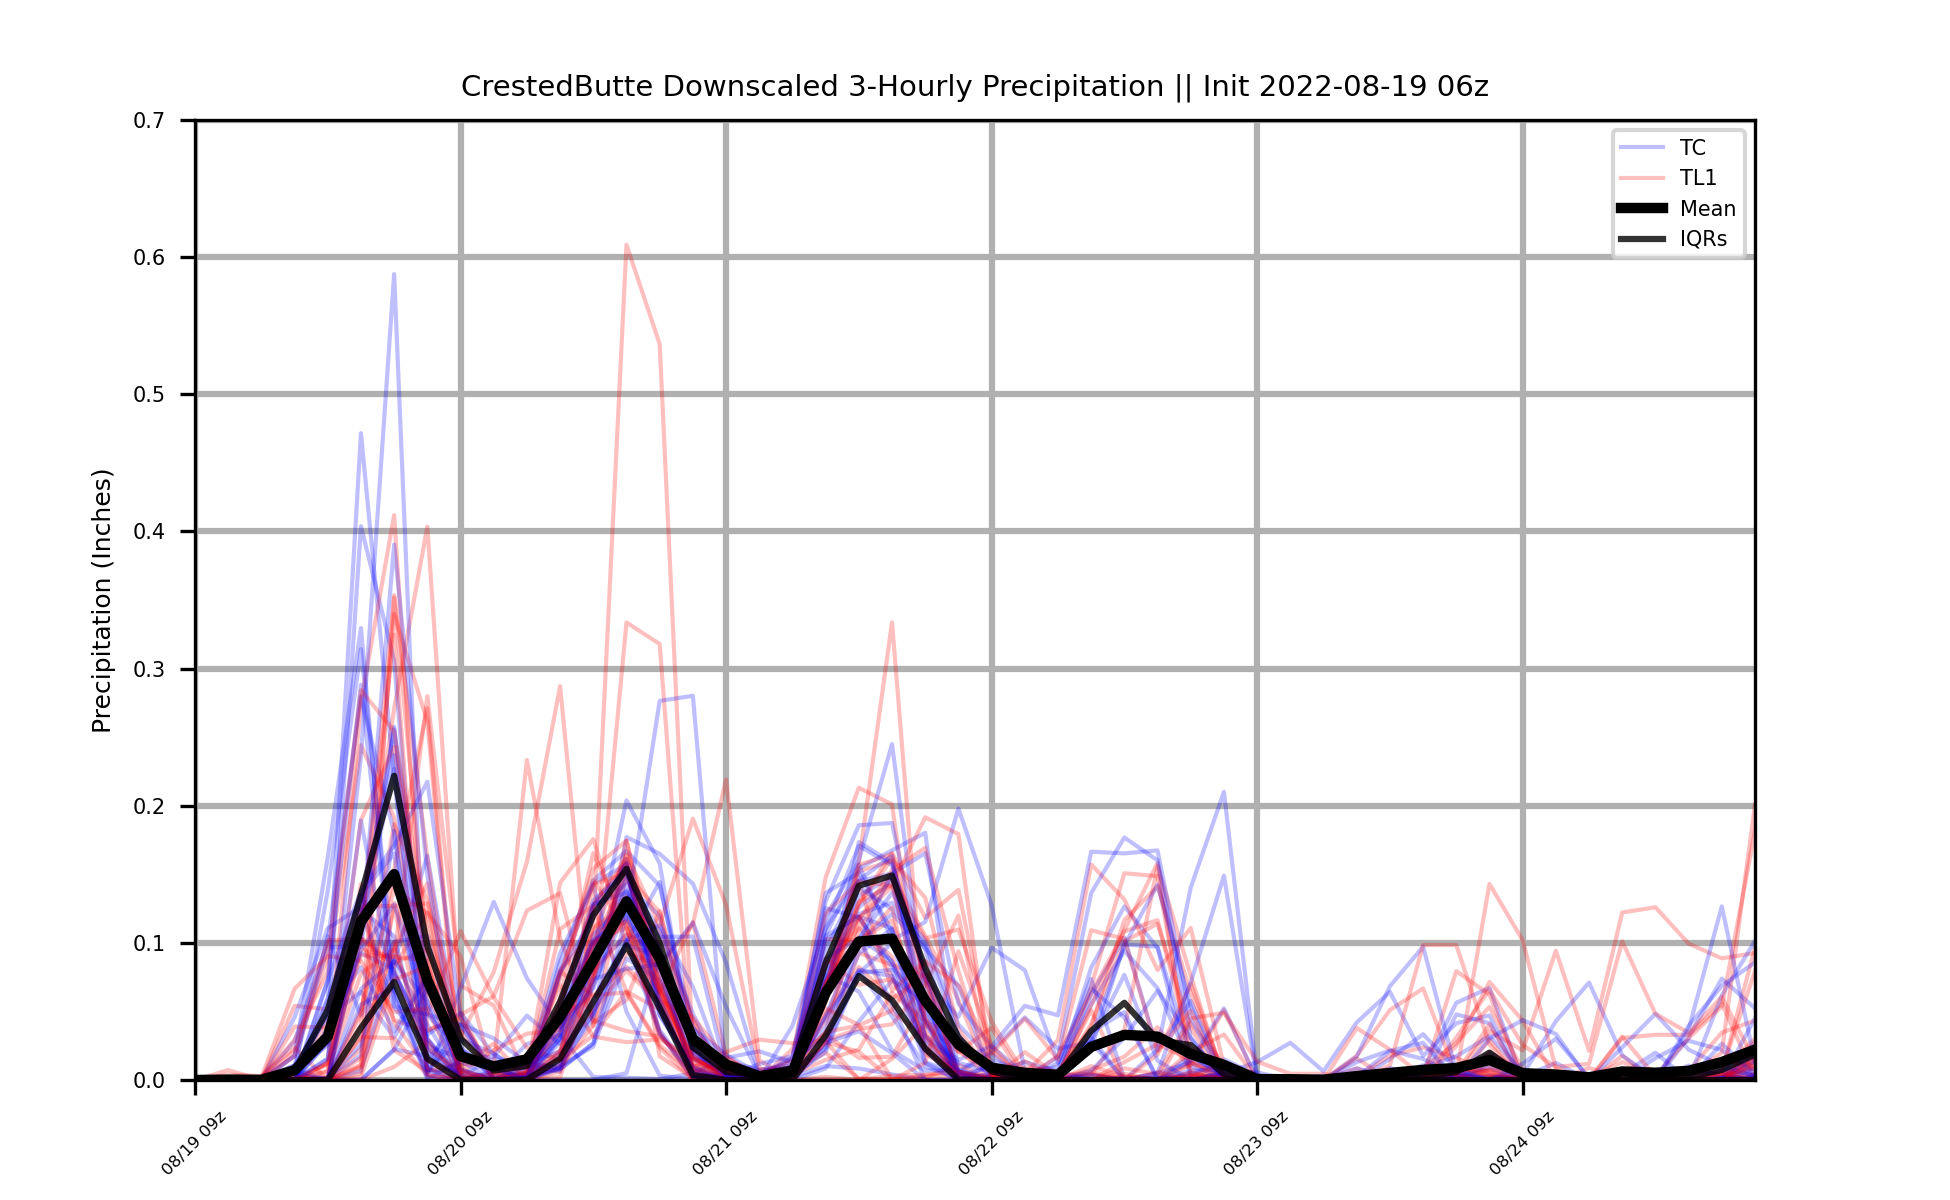 CrestedButte Downscaled 3-Hourly Precipitation || Init 2022-08-19 06z
TC
TL1
Mean
IQRs
Precipitation (Inches)
0.7
0.6
0.5
0.4
0.3
0.2
0.1
0.0
08/19 09z
08/20 09z
08/21 09z
08/22 09z
08/23 09z
08/24 09z